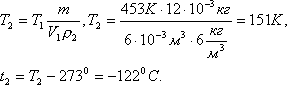 T₂ = T₁ m / (V₁ρ₂), T₂ = (453K · 12 · 10⁻³ кг) / (6 · 10⁻³ м³ · 6 кг/м³) = 151K,
t₂ = T₂ − 273⁰ = −122⁰ C.